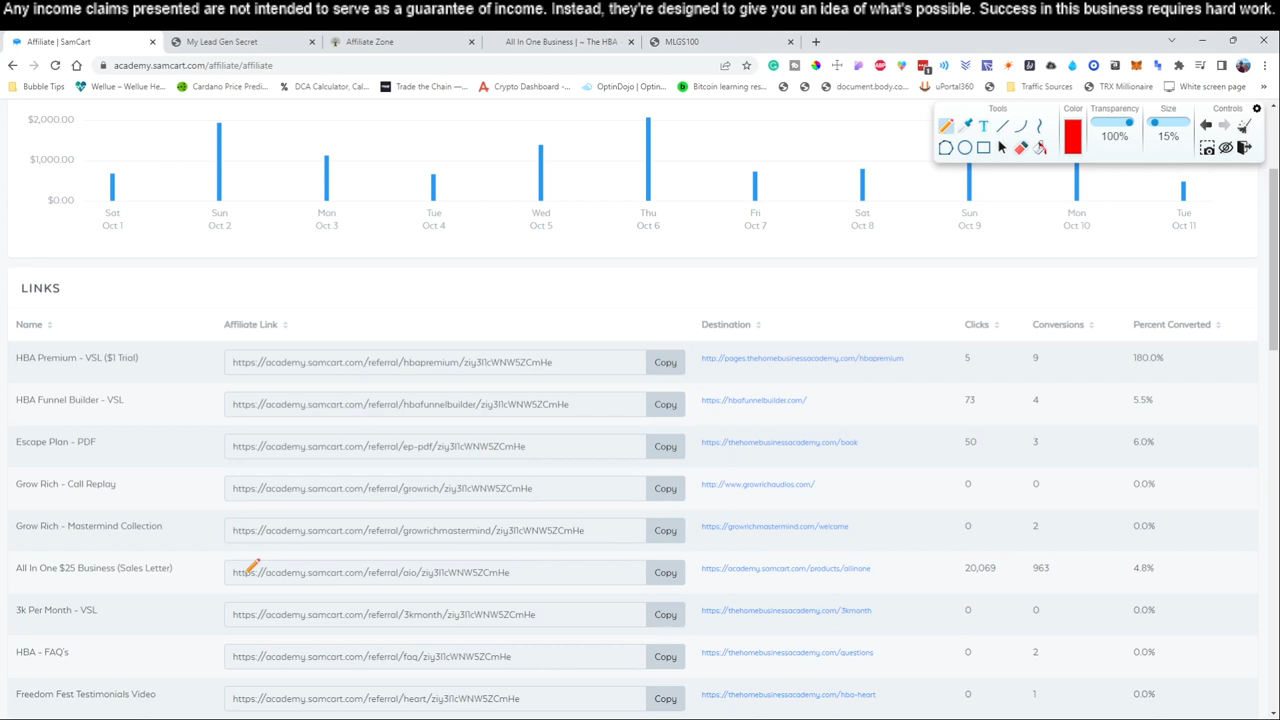 Any income claims presented are not intended to serve as a guarantee of income. Instead, they're designed to give you an idea of what's possible. Success in this business requires hard work.
Affiliate | SamCart
My Lead Gen Secret
Affiliate Zone
All In One Business | ~ The HBA
MLGS100
academy.samcart.com/affiliate/affiliate
Bubble Tips
Wellue – Wellue He...
Cardano Price Predi...
DCA Calculator, Cal...
Trade the Chain —...
Crypto Dashboard -...
OptinDojo | Optin...
Bitcoin learning res...
document.body.co...
uPortal360
Traffic Sources
TRX Millionaire
White screen page
Tools
Color
Transparency
Size
Controls
100%
15%
$2,000.00
$1,000.00
$0.00
Sat Oct 1
Sun Oct 2
Mon Oct 3
Tue Oct 4
Wed Oct 5
Thu Oct 6
Fri Oct 7
Sat Oct 8
Sun Oct 9
Mon Oct 10
Tue Oct 11
LINKS
Name Affiliate Link Destination Clicks Conversions Percent Converted
HBA Premium - VSL ($1 Trial) https://academy.samcart.com/referral/hbapremium/ziy3l1cWNW5ZCmHe Copy http://pages.thehomebusinessacademy.com/hbapremium 5 9 180.0%
HBA Funnel Builder - VSL https://academy.samcart.com/referral/hbafunnelbuilder/ziy3l1cWNW5ZCmHe Copy https://hbafunnelbuilder.com/ 73 4 5.5%
Escape Plan - PDF https://academy.samcart.com/referral/ep-pdf/ziy3l1cWNW5ZCmHe Copy https://thehomebusinessacademy.com/book 50 3 6.0%
Grow Rich - Call Replay https://academy.samcart.com/referral/growrich/ziy3l1cWNW5ZCmHe Copy http://www.growrichaudios.com/ 0 0 0.0%
Grow Rich - Mastermind Collection https://academy.samcart.com/referral/growrichmastermind/ziy3l1cWNW5ZCmHe Copy https://growrichmastermind.com/welcome 0 2 0.0%
All In One $25 Business (Sales Letter) https://academy.samcart.com/referral/aio/ziy3l1cWNW5ZCmHe Copy https://academy.samcart.com/products/allinone 20,069 963 4.8%
3k Per Month - VSL https://academy.samcart.com/referral/3kmonth/ziy3l1cWNW5ZCmHe Copy https://thehomebusinessacademy.com/3kmonth 0 0 0.0%
HBA - FAQ's https://academy.samcart.com/referral/faq/ziy3l1cWNW5ZCmHe Copy https://thehomebusinessacademy.com/questions 0 2 0.0%
Freedom Fest Testimonials Video https://academy.samcart.com/referral/heart/ziy3l1cWNW5ZCmHe Copy https://thehomebusinessacademy.com/hba-heart 0 1 0.0%